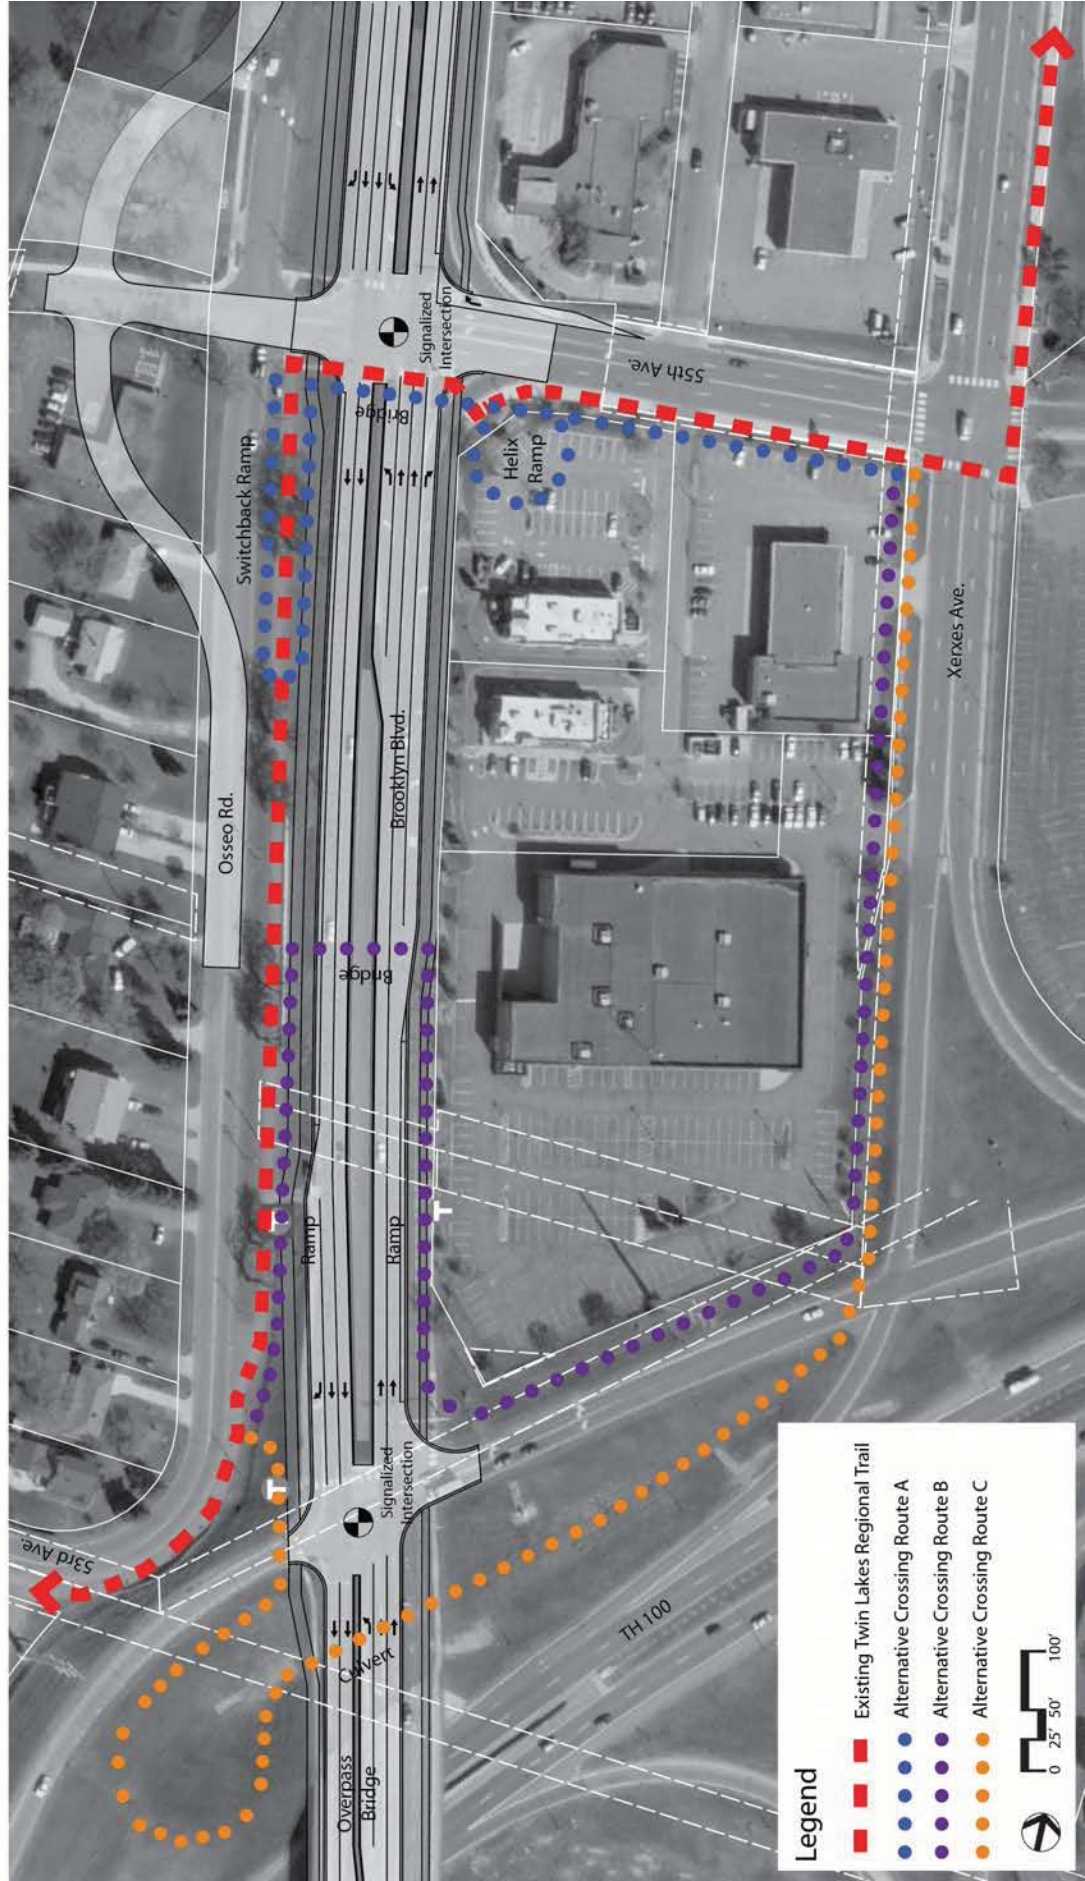 Switchback Ramp
Osseo Rd.
Bridge
Signalized
Intersection
Helix
Ramp
55th Ave.
Brooklyn Blvd.
Xerxes Ave.
Bridge
Ramp
Ramp
T
T
T
53rd Ave.
Signalized
Intersection
Culvert
TH 100
Overpass
Bridge
Legend
Existing Twin Lakes Regional Trail
Alternative Crossing Route A
Alternative Crossing Route B
Alternative Crossing Route C
0 25' 50' 100'